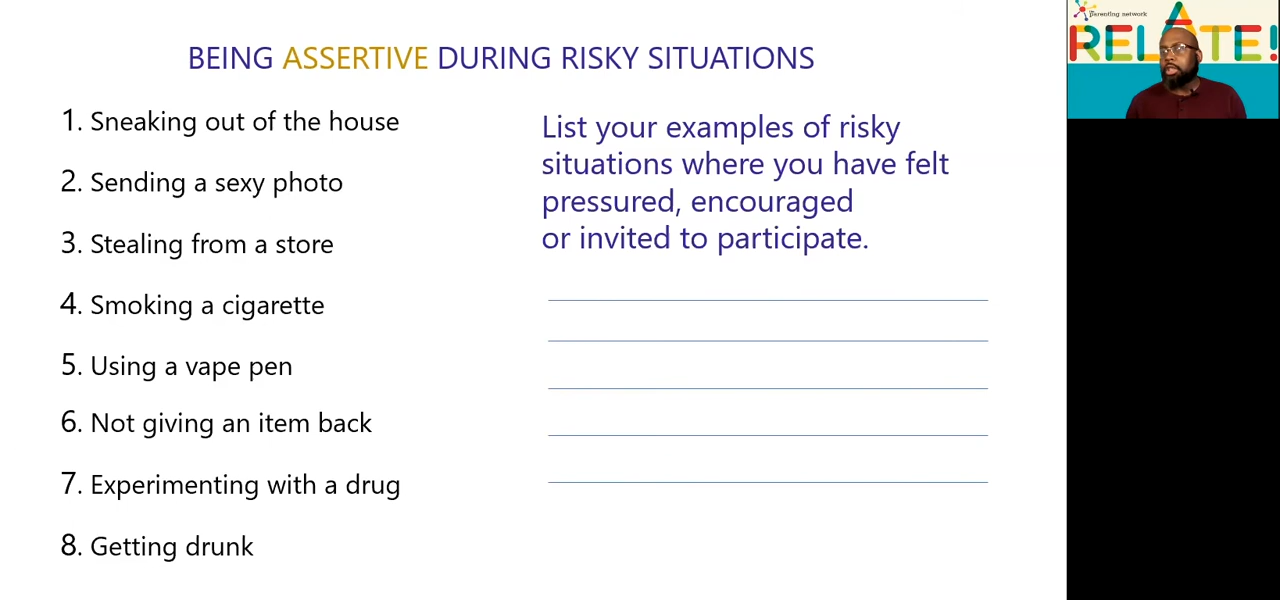 BEING ASSERTIVE DURING RISKY SITUATIONS
1. Sneaking out of the house
2. Sending a sexy photo
3. Stealing from a store
4. Smoking a cigarette
5. Using a vape pen
6. Not giving an item back
7. Experimenting with a drug
8. Getting drunk
List your examples of risky
situations where you have felt
pressured, encouraged
or invited to participate.
parenting network
RELATE!